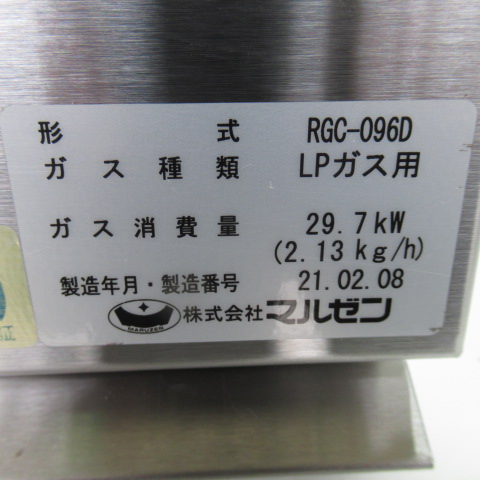 形式 RGC-096D
ガス種類 LPガス用
ガス消費量 29.7kW
(2.13kg/h)
製造年月・製造番号 21.02.08
MARUZEN 株式会社マルゼン
証